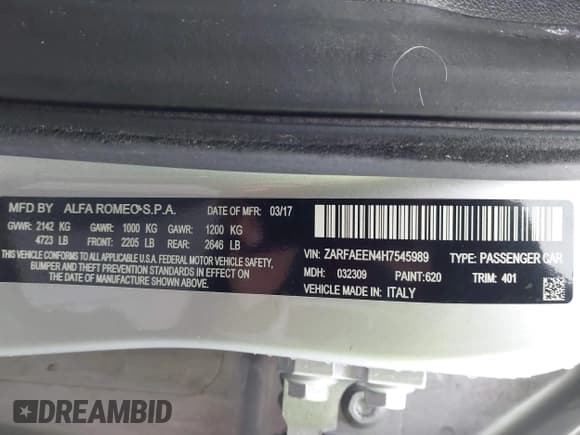 MFD BY ALFA ROMEO S.P.A. DATE OF MFR: 03/17
GVWR: 2142 KG GAWR: 1000 KG GAWR: 1200 KG
4723 LB FRONT: 2205 LB REAR: 2646 LB
THIS VEHICLE CONFORMS TO ALL APPLICABLE U.S.A. FEDERAL MOTOR VEHICLE SAFETY,
BUMPER AND THEFT PREVENTION STANDARDS IN EFFECT ON
THE DATE OF MANUFACTURE SHOWN ABOVE.
VIN: ZARFAEEN4H7545989 TYPE: PASSENGER CAR
MDH: 032309 PAINT: 620 TRIM: 401
VEHICLE MADE IN: ITALY
DREAMBID